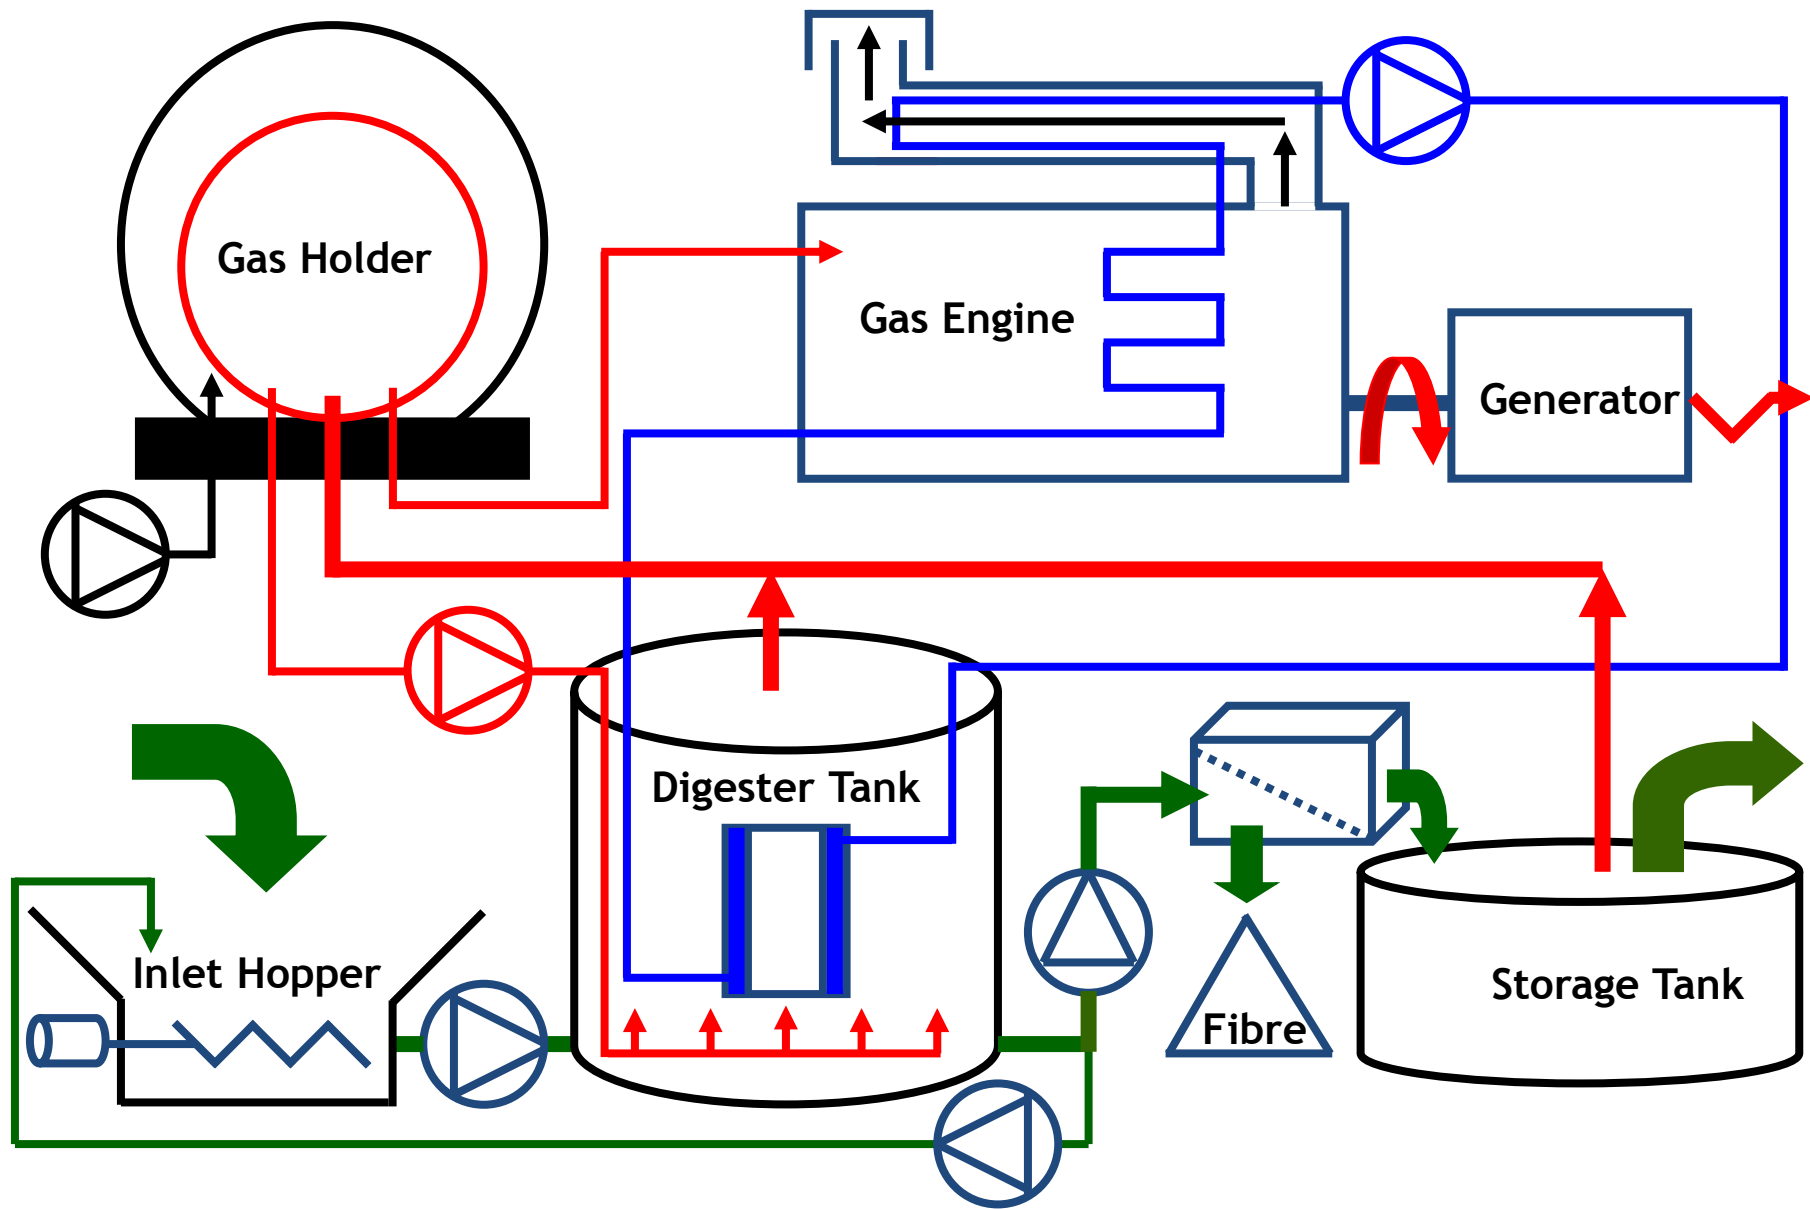 Gas Holder
Gas Engine
Generator
Digester Tank
Inlet Hopper
Storage Tank
Fibre